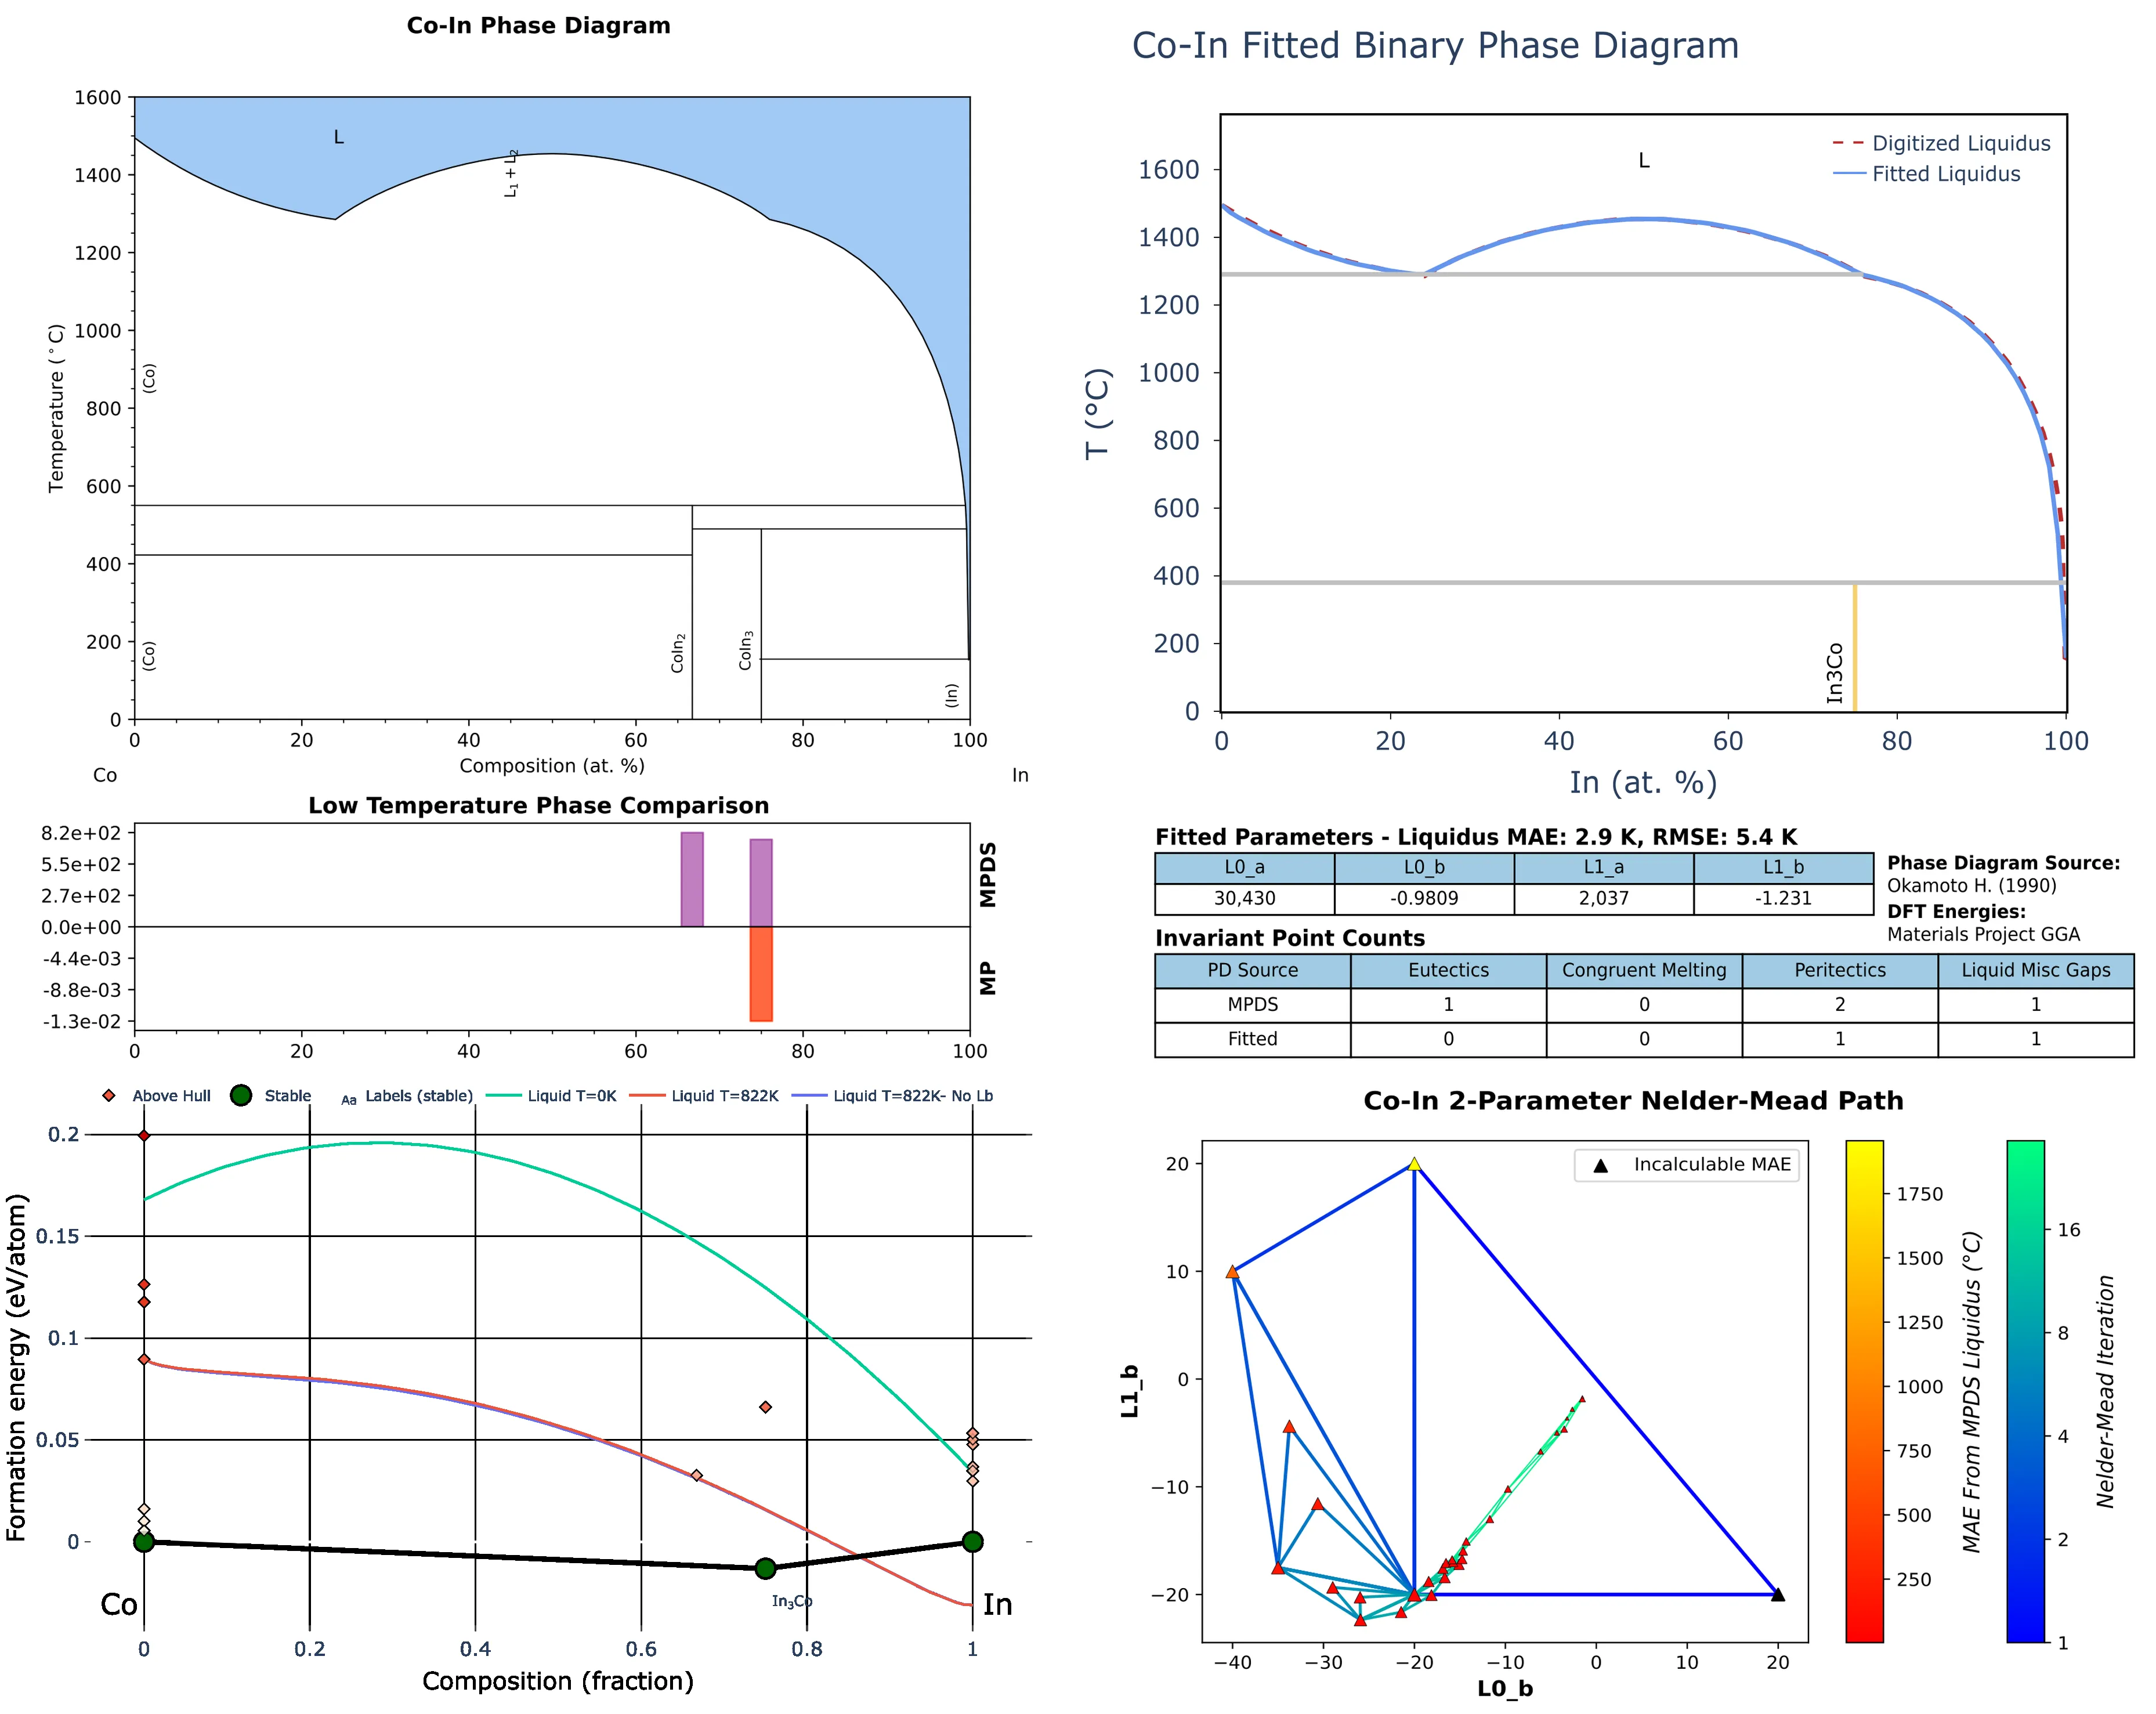 Co-In Phase Diagram
1600
1400
1200
1000
800
600
400
200
0
Temperature (°C)
L
L₁ + L₂
(Co)
(Co)
CoIn₂
CoIn₃
(In)
0 20 40 60 80 100
Composition (at. %)
Co In
Co-In Fitted Binary Phase Diagram
L
Digitized Liquidus
Fitted Liquidus
1600
1400
1200
1000
800
600
400
200
0
T (°C)
In3Co
0 20 40 60 80 100
In (at. %)
Low Temperature Phase Comparison
8.2e+02
5.5e+02
2.7e+02
0.0e+00
-4.4e-03
-8.8e-03
-1.3e-02
MPDS
MP
0 20 40 60 80 100
Fitted Parameters - Liquidus MAE: 2.9 K, RMSE: 5.4 K
L0_a L0_b L1_a L1_b
30,430 -0.9809 2,037 -1.231
Phase Diagram Source:
Okamoto H. (1990)
DFT Energies:
Materials Project GGA
Invariant Point Counts
PD Source Eutectics Congruent Melting Peritectics Liquid Misc Gaps
MPDS 1 0 2 1
Fitted 0 0 1 1
Above Hull Stable Aa Labels (stable) Liquid T=0K Liquid T=822K Liquid T=822K- No Lb
0.2
0.15
0.1
0.05
0
Formation energy (eV/atom)
Co In
In₃Co
0 0.2 0.4 0.6 0.8 1
Composition (fraction)
Co-In 2-Parameter Nelder-Mead Path
Incalculable MAE
20
10
0
−10
−20
L1_b
−40 −30 −20 −10 0 10 20
L0_b
1750
1500
1250
1000
750
500
250
MAE From MPDS Liquidus (°C)
16
8
4
2
1
Nelder-Mead Iteration